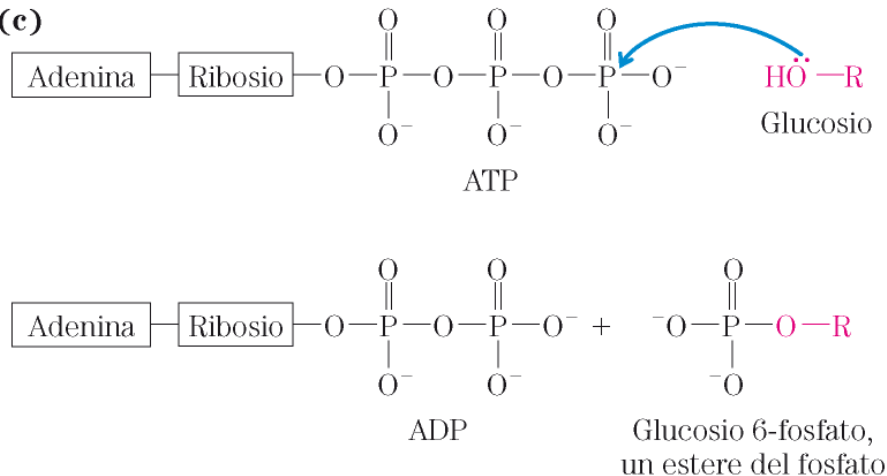 (c)
O O O
Adenina Ribosio O P O P O P O⁻ HÖ R
O⁻ O⁻ O⁻ Glucosio
ATP
O O O
Adenina Ribosio O P O P O⁻ + ⁻O P O R
O⁻ O⁻ ⁻O
ADP Glucosio 6-fosfato,
un estere del fosfato